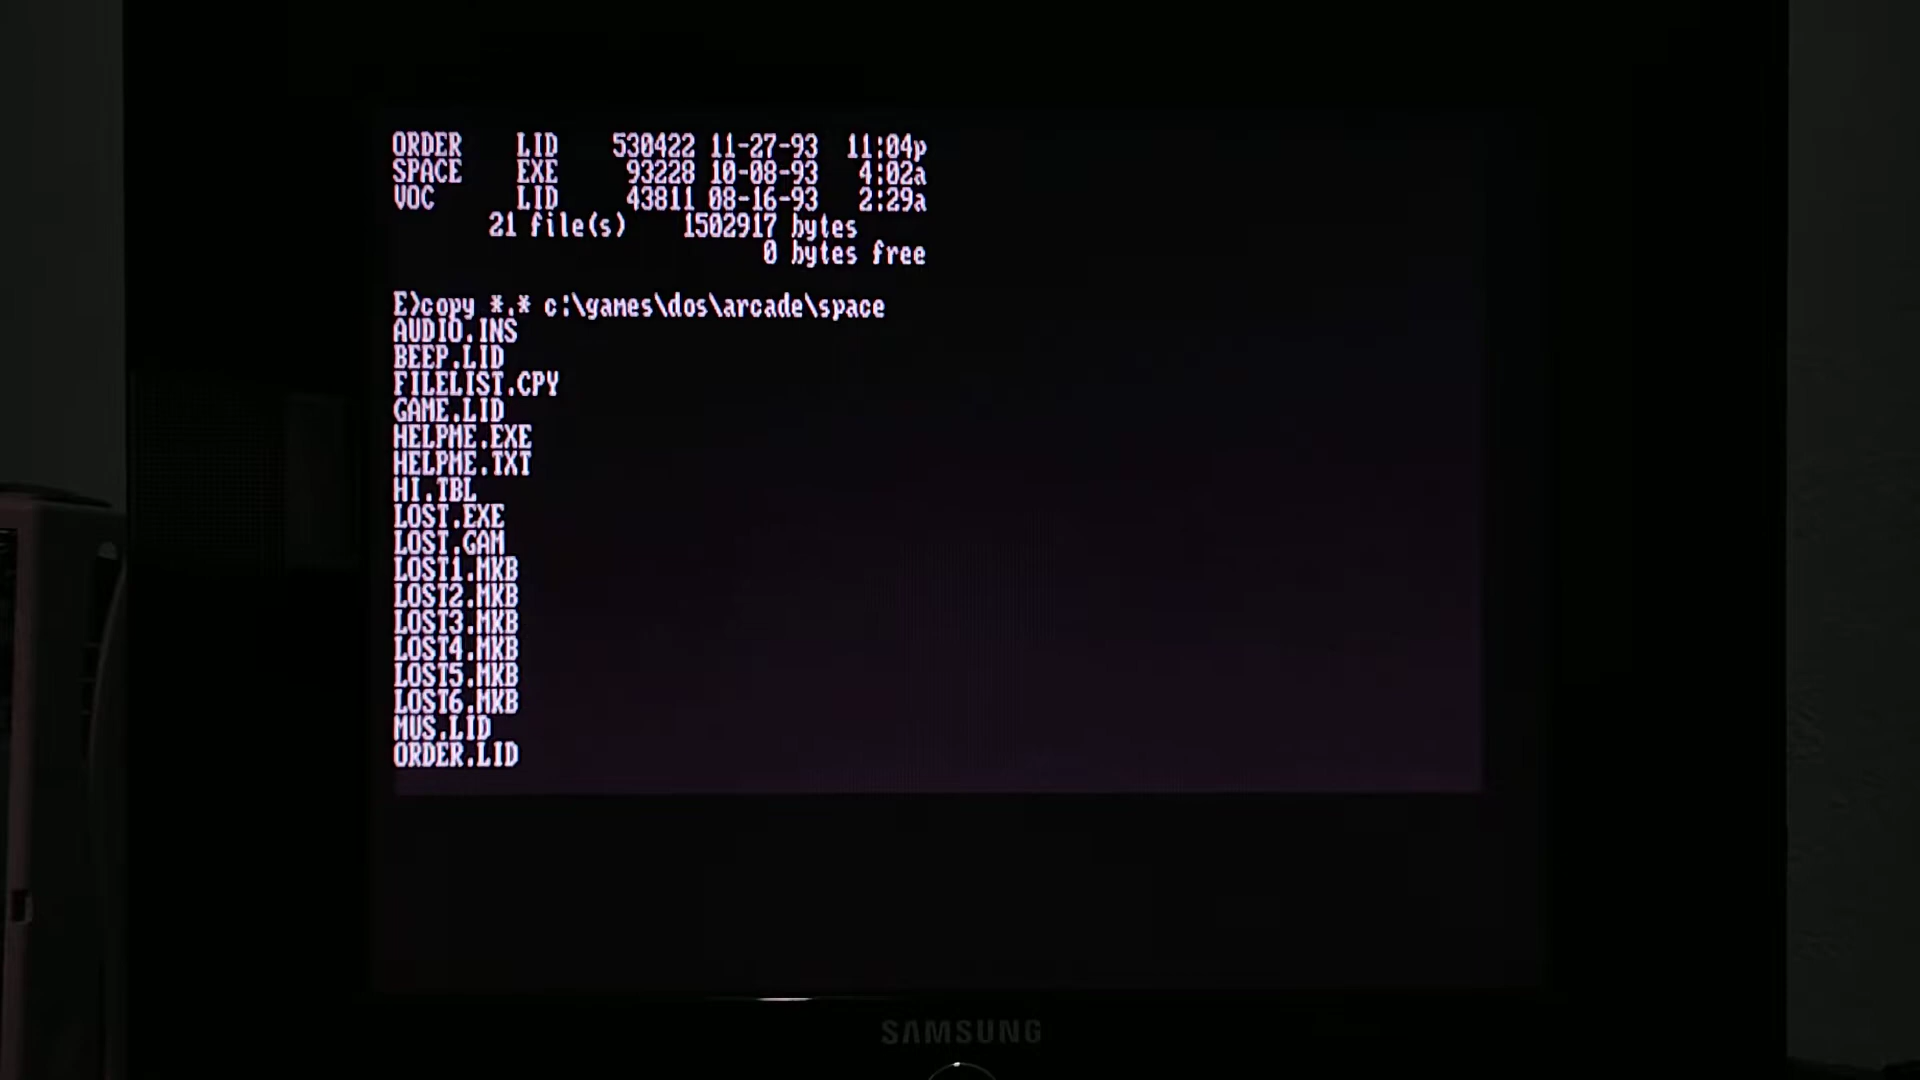 ORDER LID 530422 11-27-93 11:04p
SPACE EXE 93228 10-08-93 4:02a
VOC LID 43811 08-16-93 2:29a
21 file(s) 1502917 bytes
0 bytes free
E>copy *.* c:\games\dos\arcade\space
AUDIO.INS
BEEP.LID
FILELIST.CPY
GAME.LID
HELPME.EXE
HELPME.TXT
HI.TBL
LOST.EXE
LOST.GAM
LOST1.MKB
LOST2.MKB
LOST3.MKB
LOST4.MKB
LOST5.MKB
LOST6.MKB
MUS.LID
ORDER.LID
SAMSUNG